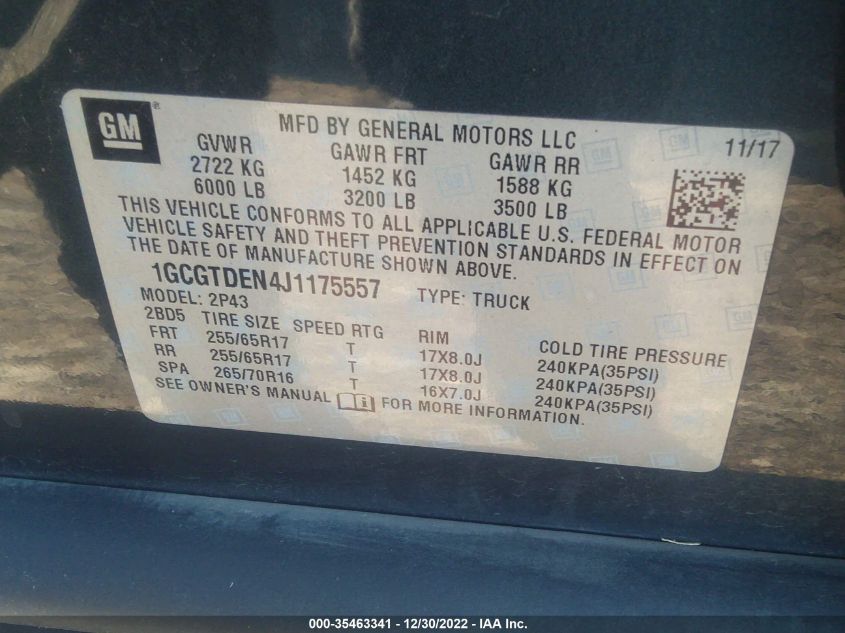 GM ®
MFD BY GENERAL MOTORS LLC 11/17
GVWR GAWR FRT GAWR RR
2722 KG 1452 KG 1588 KG
6000 LB 3200 LB 3500 LB
THIS VEHICLE CONFORMS TO ALL APPLICABLE U.S. FEDERAL MOTOR
VEHICLE SAFETY AND THEFT PREVENTION STANDARDS IN EFFECT ON
THE DATE OF MANUFACTURE SHOWN ABOVE.
1GCGTDEN4J1175557
MODEL: 2P43 TYPE: TRUCK
2BD5 TIRE SIZE SPEED RTG RIM COLD TIRE PRESSURE
FRT 255/65R17 T 17X8.0J 240KPA(35PSI)
RR 255/65R17 T 17X8.0J 240KPA(35PSI)
SPA 265/70R16 T 16X7.0J 240KPA(35PSI)
SEE OWNER'S MANUAL i FOR MORE INFORMATION.
000-35463341 - 12/30/2022 - IAA Inc.